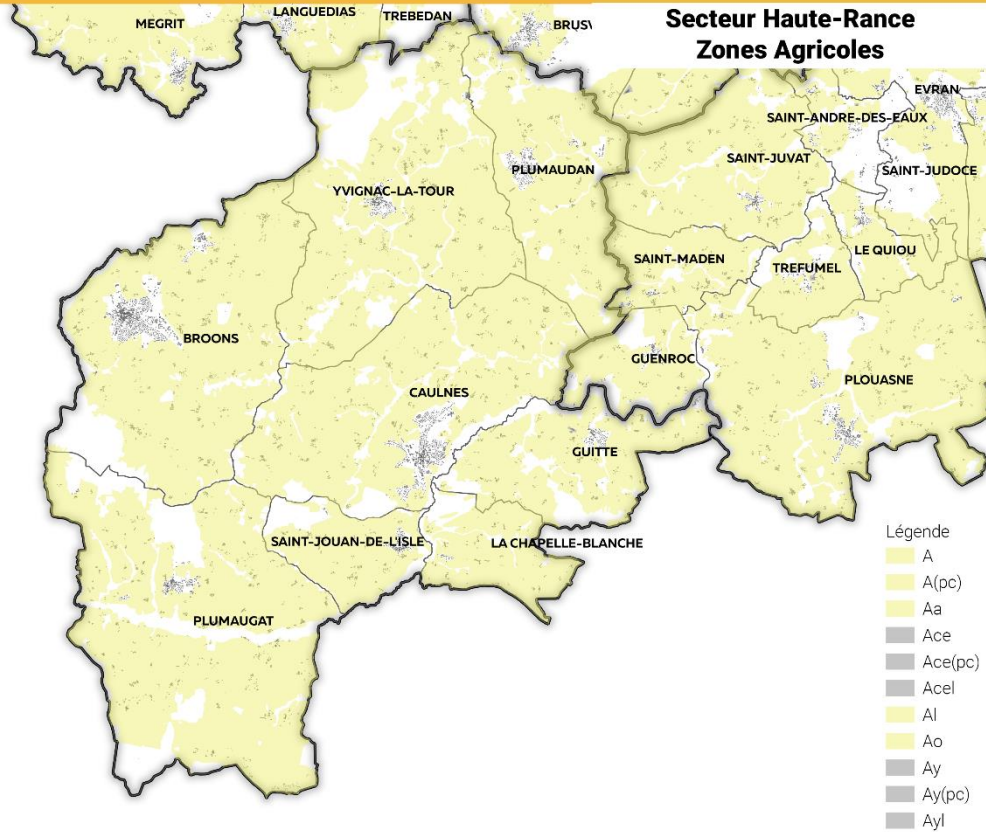 Secteur Haute-Rance
Zones Agricoles
MEGRIT
LANGUEDIAS
TREBEDAN
BRUSV
EVRAN
SAINT-ANDRE-DES-EAUX
SAINT-JUVAT
SAINT-JUDOCE
PLUMAUDAN
YVIGNAC-LA-TOUR
LE QUIOU
SAINT-MADEN
TREFUMEL
BROONS
GUENROC
PLOUASNE
CAULNES
GUITTE
SAINT-JOUAN-DE-L'ISLE
LA CHAPELLE-BLANCHE
PLUMAUGAT
Légende
A
A(pc)
Aa
Ace
Ace(pc)
Acel
Al
Ao
Ay
Ay(pc)
Ayl